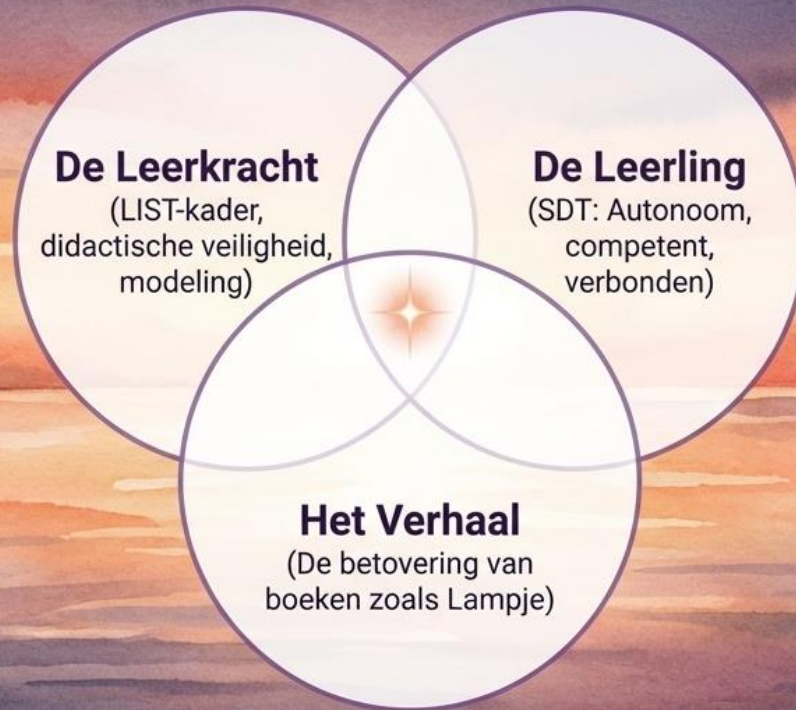 De Leerkracht
(LIST-kader,
didactische veiligheid,
modeling)
De Leerling
(SDT: Autonoom,
competent,
verbonden)
Het Verhaal
(De betovering van
boeken zoals Lampje)